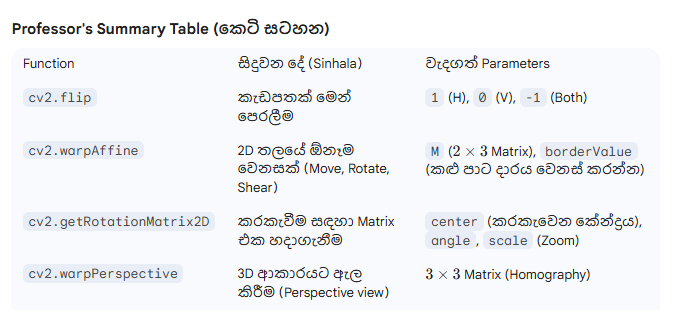 Professor's Summary Table (කෙටි සටහන)
Function සිදුවන දේ (Sinhala) වැදගත් Parameters
cv2.flip කැඩපතක් මෙන් පෙරලීම 1 (H), 0 (V), -1 (Both)
cv2.warpAffine 2D තලයේ ඕනෑම වෙනසක් (Move, Rotate, Shear) M (2 × 3 Matrix), borderValue (කළු පාට දාරය වෙනස් කරන්න)
cv2.getRotationMatrix2D කරකැවීම සඳහා Matrix එක හදාගැනීම center (කරකැවෙන කේන්ද්‍රය), angle, scale (Zoom)
cv2.warpPerspective 3D ආකාරයට ඇල කිරීම (Perspective view) 3 × 3 Matrix (Homography)